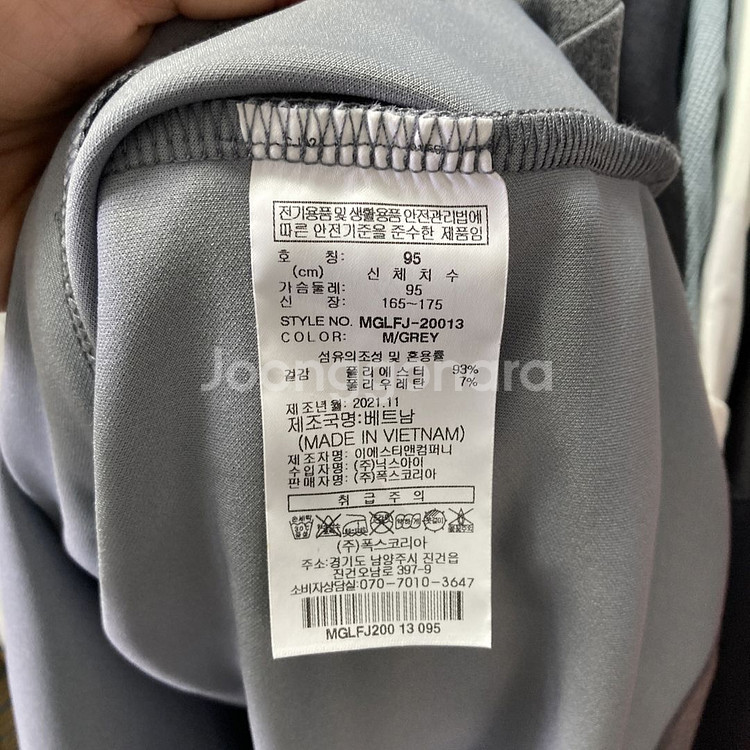 전기용품 및 생활용품 안전관리법에
따른 안전기준을 준수한 제품임
호 칭: 95
(cm) 신 체 치 수
가슴둘레: 95
신 장: 165~175
STYLE NO. MGLFJ-20013
COLOR: M/GREY
섬유의조성 및 혼용률
겉감 폴리에스터 93%
폴리우레탄 7%
제조년월: 2021.11
제조국명:베트남
(MADE IN VIETNAM)
제조자명: 이에스티앤컴퍼니
수입자명: (주)닉스아이
판매자명: (주)폭스코리아
취 급 주 의
(주)폭스코리아
주소:경기도 남양주시 진건읍
진건오남로 397-9
소비자상담실:070-7010-3647
MGLFJ200 13 095
Joonggonara